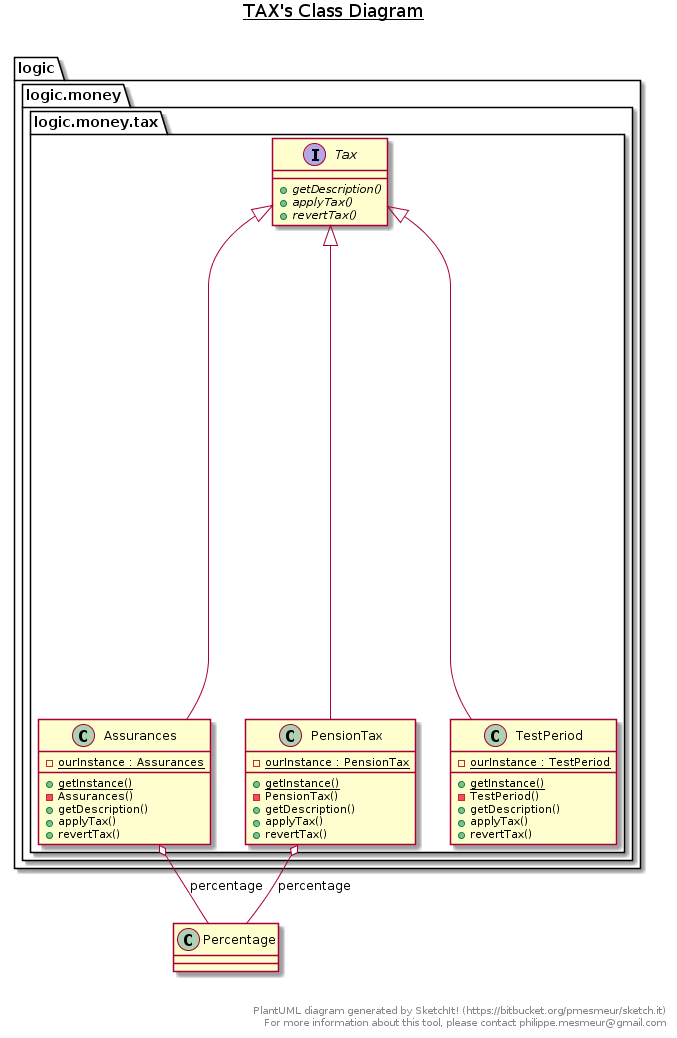 TAX's Class Diagram
logic
logic.money
logic.money.tax
I Tax
getDescription()
applyTax()
revertTax()
C Assurances
ourInstance : Assurances
getInstance()
Assurances()
getDescription()
applyTax()
revertTax()
C PensionTax
ourInstance : PensionTax
getInstance()
PensionTax()
getDescription()
applyTax()
revertTax()
C TestPeriod
ourInstance : TestPeriod
getInstance()
TestPeriod()
getDescription()
applyTax()
revertTax()
percentage
percentage
C Percentage
PlantUML diagram generated by SketchIt! (https://bitbucket.org/pmesmeur/sketch.it)
For more information about this tool, please contact philippe.mesmeur@gmail.com